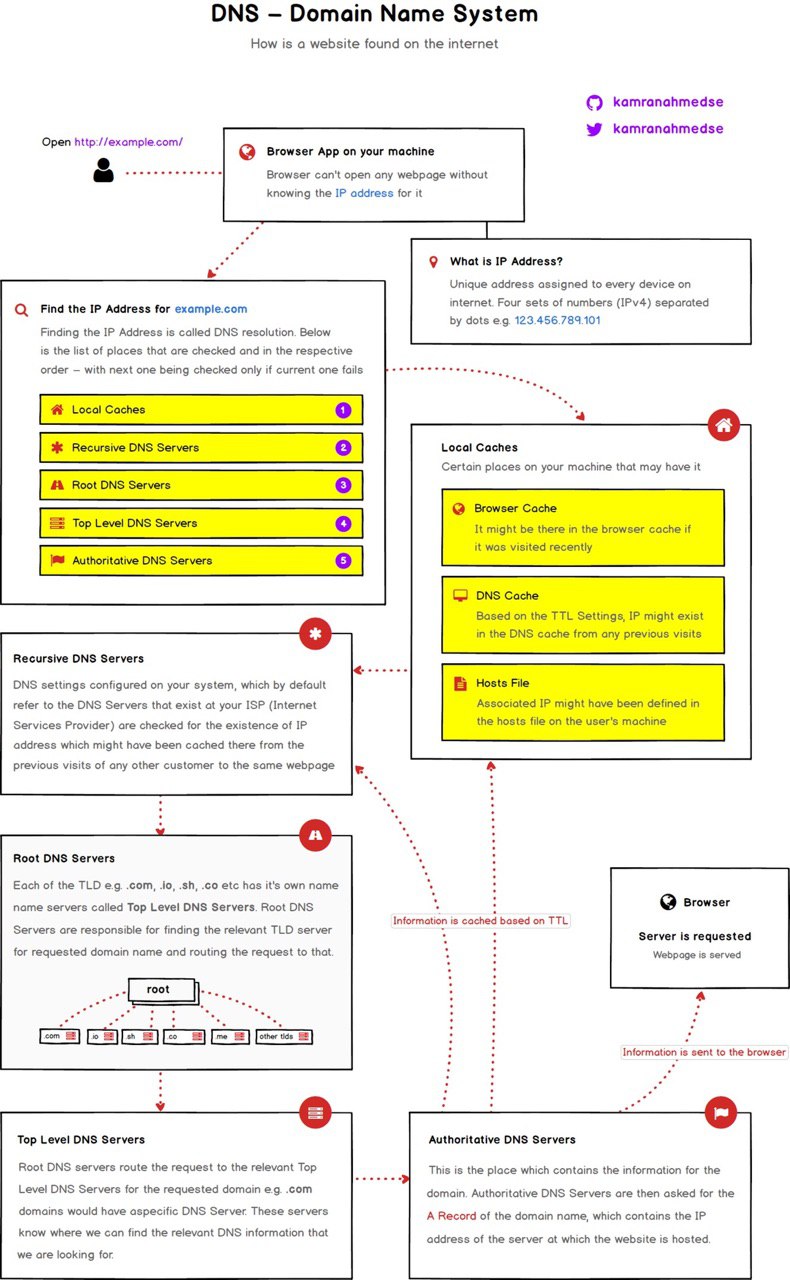 DNS – Domain Name System
How is a website found on the internet
kamranahmedse
kamranahmedse
Open http://example.com/
Browser App on your machine
Browser can't open any webpage without
knowing the IP address for it
What is IP Address?
Unique address assigned to every device on
internet. Four sets of numbers (IPv4) separated
by dots e.g. 123.456.789.101
Find the IP Address for example.com
Finding the IP Address is called DNS resolution. Below
is the list of places that are checked and in the respective
order – with next one being checked only if current one fails
Local Caches 1
Recursive DNS Servers 2
Root DNS Servers 3
Top Level DNS Servers 4
Authoritative DNS Servers 5
Local Caches
Certain places on your machine that may have it
Browser Cache
It might be there in the browser cache if
it was visited recently
DNS Cache
Based on the TTL Settings, IP might exist
in the DNS cache from any previous visits
Hosts File
Associated IP might have been defined in
the hosts file on the user's machine
Recursive DNS Servers
DNS settings configured on your system, which by default
refer to the DNS Servers that exist at your ISP (Internet
Services Provider) are checked for the existence of IP
address which might have been cached there from the
previous visits of any other customer to the same webpage
Root DNS Servers
Each of the TLD e.g. .com, .io, .sh, .co etc has it's own name
name servers called Top Level DNS Servers. Root DNS
Servers are responsible for finding the relevant TLD server
for requested domain name and routing the request to that.
root
.com .io .sh .co .me other tlds
Information is cached based on TTL
Browser
Server is requested
Webpage is served
Information is sent to the browser
Top Level DNS Servers
Root DNS servers route the request to the relevant Top
Level DNS Servers for the requested domain e.g. .com
domains would have aspecific DNS Server. These servers
know where we can find the relevant DNS information that
we are looking for.
Authoritative DNS Servers
This is the place which contains the information for the
domain. Authoritative DNS Servers are then asked for the
A Record of the domain name, which contains the IP
address of the server at which the website is hosted.